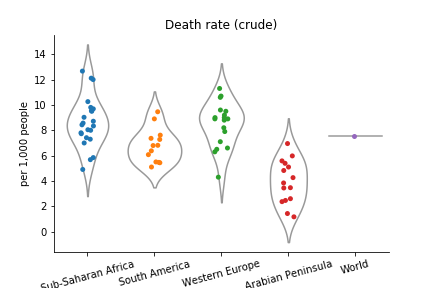 Death rate (crude)
per 1,000 people
14
12
10
8
6
4
2
0
Sub-Saharan Africa
South America
Western Europe
Arabian Peninsula
World